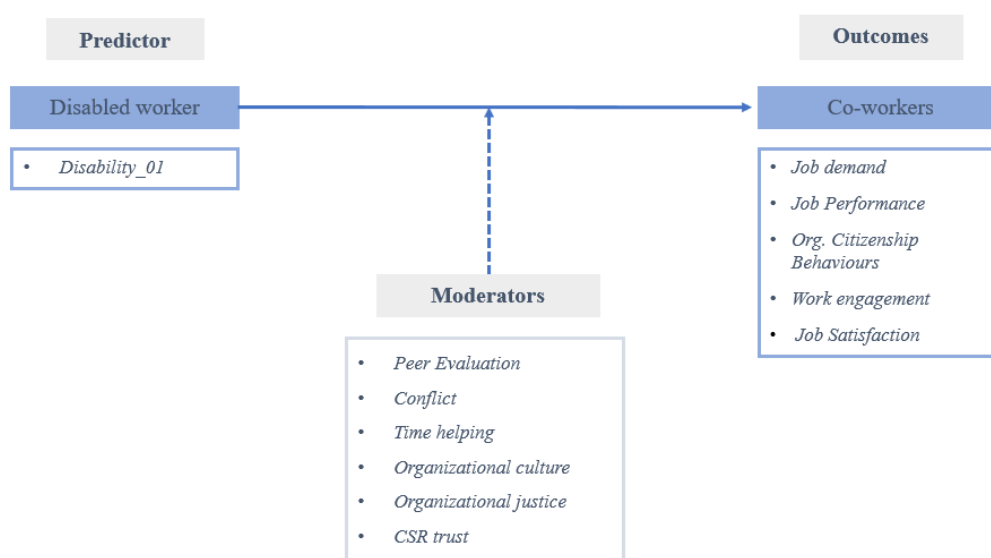 Predictor
Outcomes
Disabled worker
Co-workers
• Disability_01
• Job demand
• Job Performance
• Org. Citizenship
Behaviours
• Work engagement
• Job Satisfaction
Moderators
• Peer Evaluation
• Conflict
• Time helping
• Organizational culture
• Organizational justice
• CSR trust